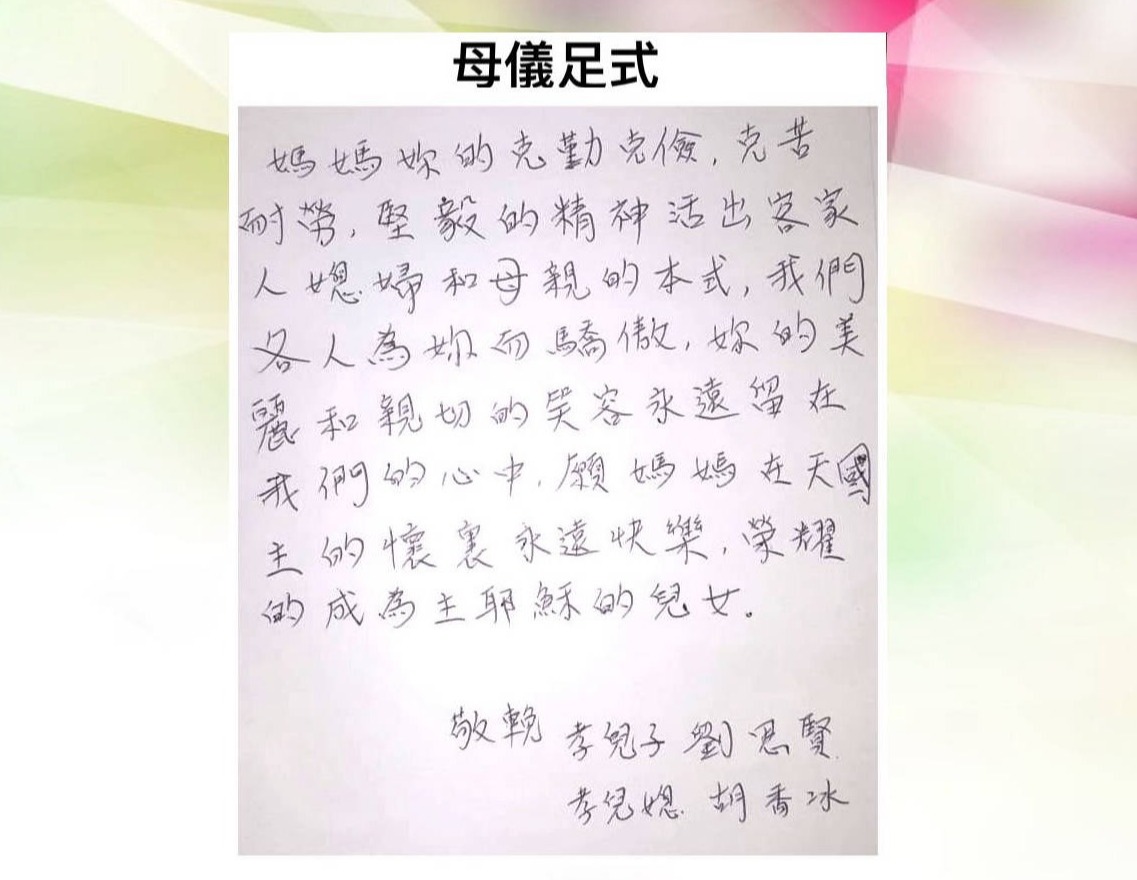 母儀足式
媽媽妳的克勤克儉,克苦
耐勞,堅毅的精神活出客家
人媳婦和母親的本式,我們
各人為妳而驕傲,妳的美
麗和親切的笑容永遠留在
我們的心中,願媽媽在天國
主的懷裏永遠快樂,榮耀
的成為主耶穌的兒女。
敬輓 孝兒子 劉思賢
孝兒媳 胡香冰